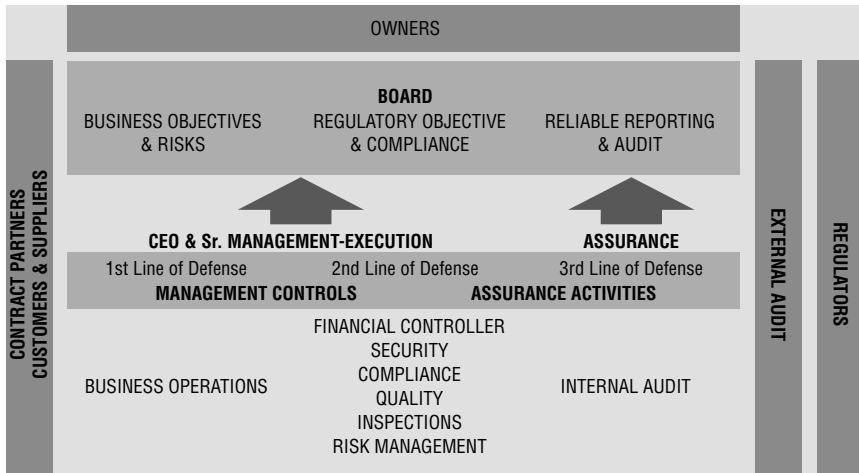 OWNERS
CONTRACT PARTNERS
CUSTOMERS & SUPPLIERS
BOARD
BUSINESS OBJECTIVES
& RISKS
REGULATORY OBJECTIVE
& COMPLIANCE
RELIABLE REPORTING
& AUDIT
CEO & Sr. MANAGEMENT-EXECUTION
ASSURANCE
1st Line of Defense
2nd Line of Defense
3rd Line of Defense
MANAGEMENT CONTROLS
ASSURANCE ACTIVITIES
BUSINESS OPERATIONS
FINANCIAL CONTROLLER
SECURITY
COMPLIANCE
QUALITY
INSPECTIONS
RISK MANAGEMENT
INTERNAL AUDIT
EXTERNAL AUDIT
REGULATORS